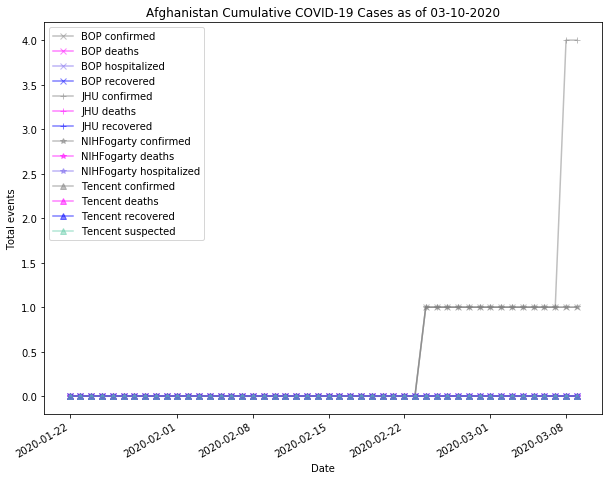 Afghanistan Cumulative COVID-19 Cases as of 03-10-2020
BOP confirmed
BOP deaths
BOP hospitalized
BOP recovered
JHU confirmed
JHU deaths
JHU recovered
NIHFogarty confirmed
NIHFogarty deaths
NIHFogarty hospitalized
Tencent confirmed
Tencent deaths
Tencent recovered
Tencent suspected
Total events
4.0
3.5
3.0
2.5
2.0
1.5
1.0
0.5
0.0
2020-01-22
2020-02-01
2020-02-08
2020-02-15
2020-02-22
2020-03-01
2020-03-08
Date